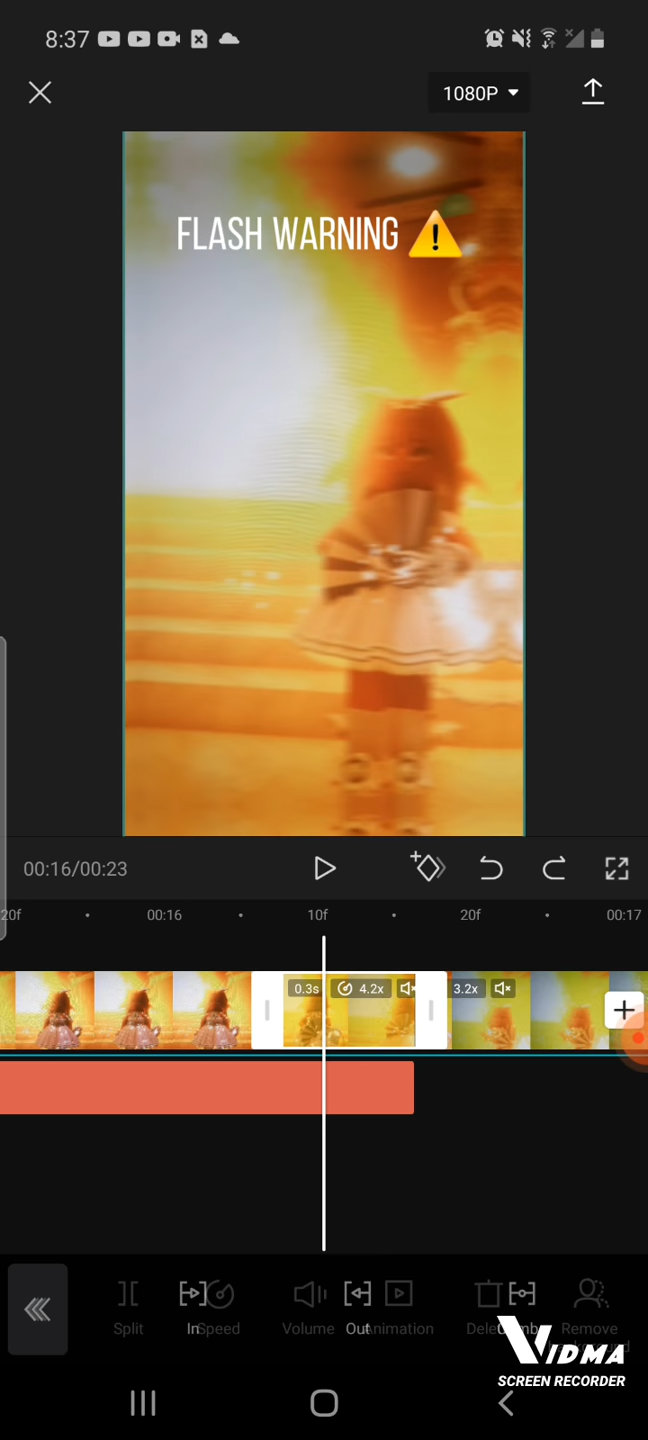 8:37
1080P
FLASH WARNING ⚠️
00:16/00:23
20f 00:16 10f 20f 00:17
0.3s 4.2x 3.2x
Split In Speed Volume Out Animation Delete Combo Remove
VIDMA
SCREEN RECORDER